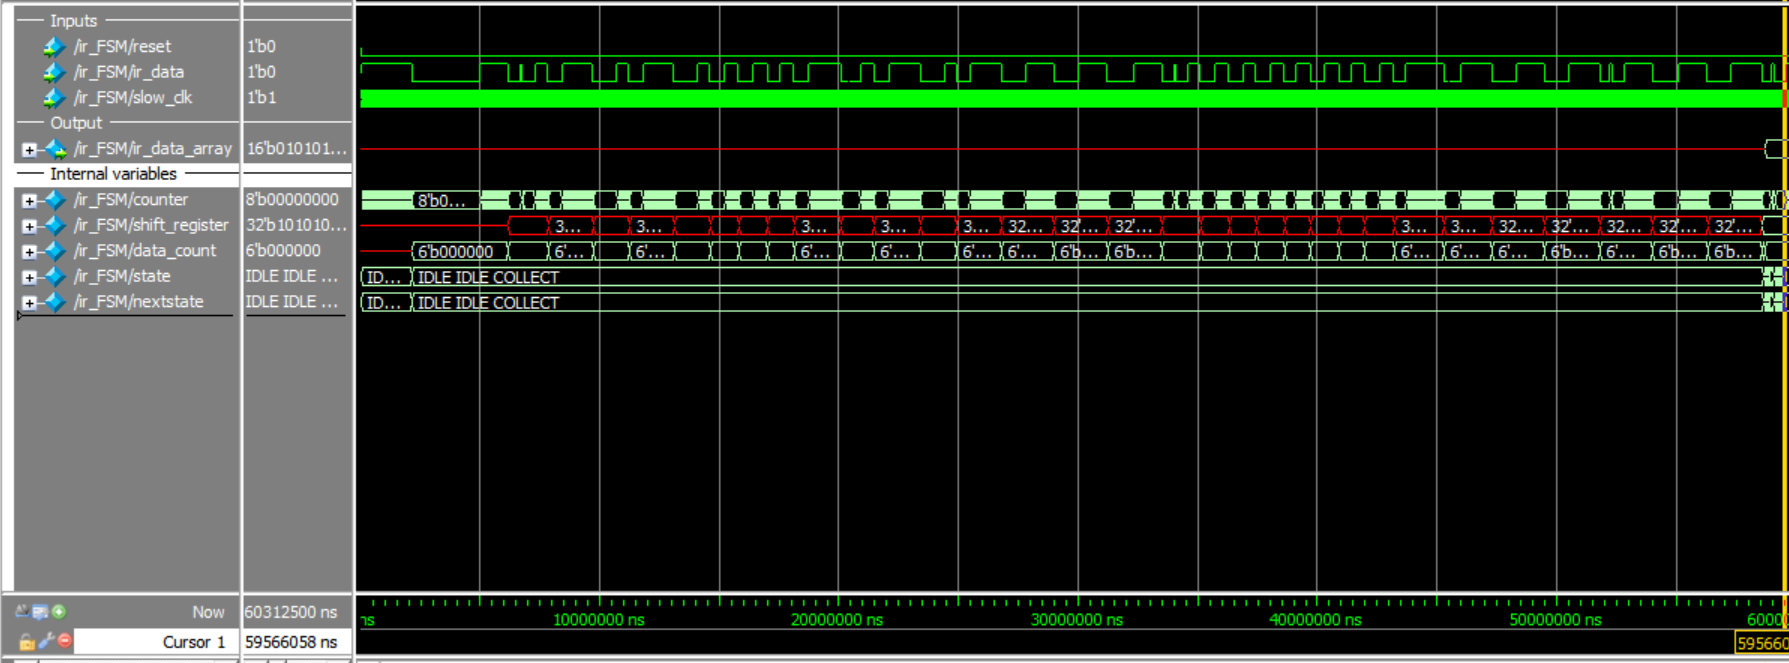 Inputs
/ir_FSM/reset 1'b0
/ir_FSM/ir_data 1'b0
/ir_FSM/slow_clk 1'b1
Output
/ir_FSM/ir_data_array 16'b010101...
Internal variables
/ir_FSM/counter 8'b00000000 8'b0...
/ir_FSM/shift_register 32'b101010... 3... 3... 3... 3... 3... 32... 32'... 32'... 3... 3... 32... 32'... 32... 32'... 32'...
/ir_FSM/data_count 6'b000000 6'b000000 6'... 6'... 6'... 6'... 6'... 6'... 6b... 6'b... 6'... 6'... 6'... 6'b... 6'... 6'b... 6'b...
/ir_FSM/state IDLE IDLE ... ID... IDLE IDLE COLLECT
/ir_FSM/nextstate IDLE IDLE ... ID... IDLE IDLE COLLECT
Now 60312500 ns ns 10000000 ns 20000000 ns 30000000 ns 40000000 ns 50000000 ns 6000
Cursor 1 59566058 ns 595660